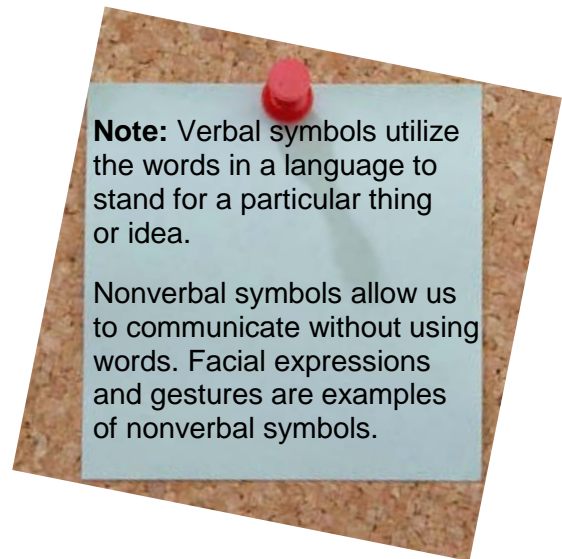 Note: Verbal symbols utilize
the words in a language to
stand for a particular thing
or idea.
Nonverbal symbols allow us
to communicate without using
words. Facial expressions
and gestures are examples
of nonverbal symbols.